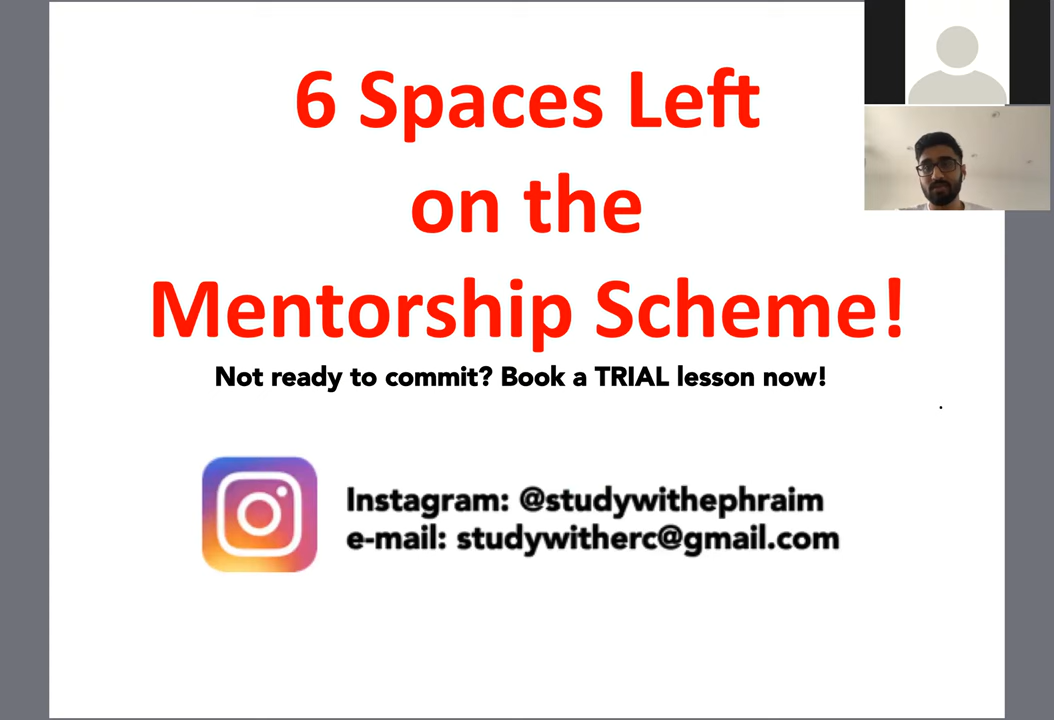 6 Spaces Left
on the
Mentorship Scheme!
Not ready to commit? Book a TRIAL lesson now!
Instagram: @studywithephraim
e-mail: studywitherc@gmail.com